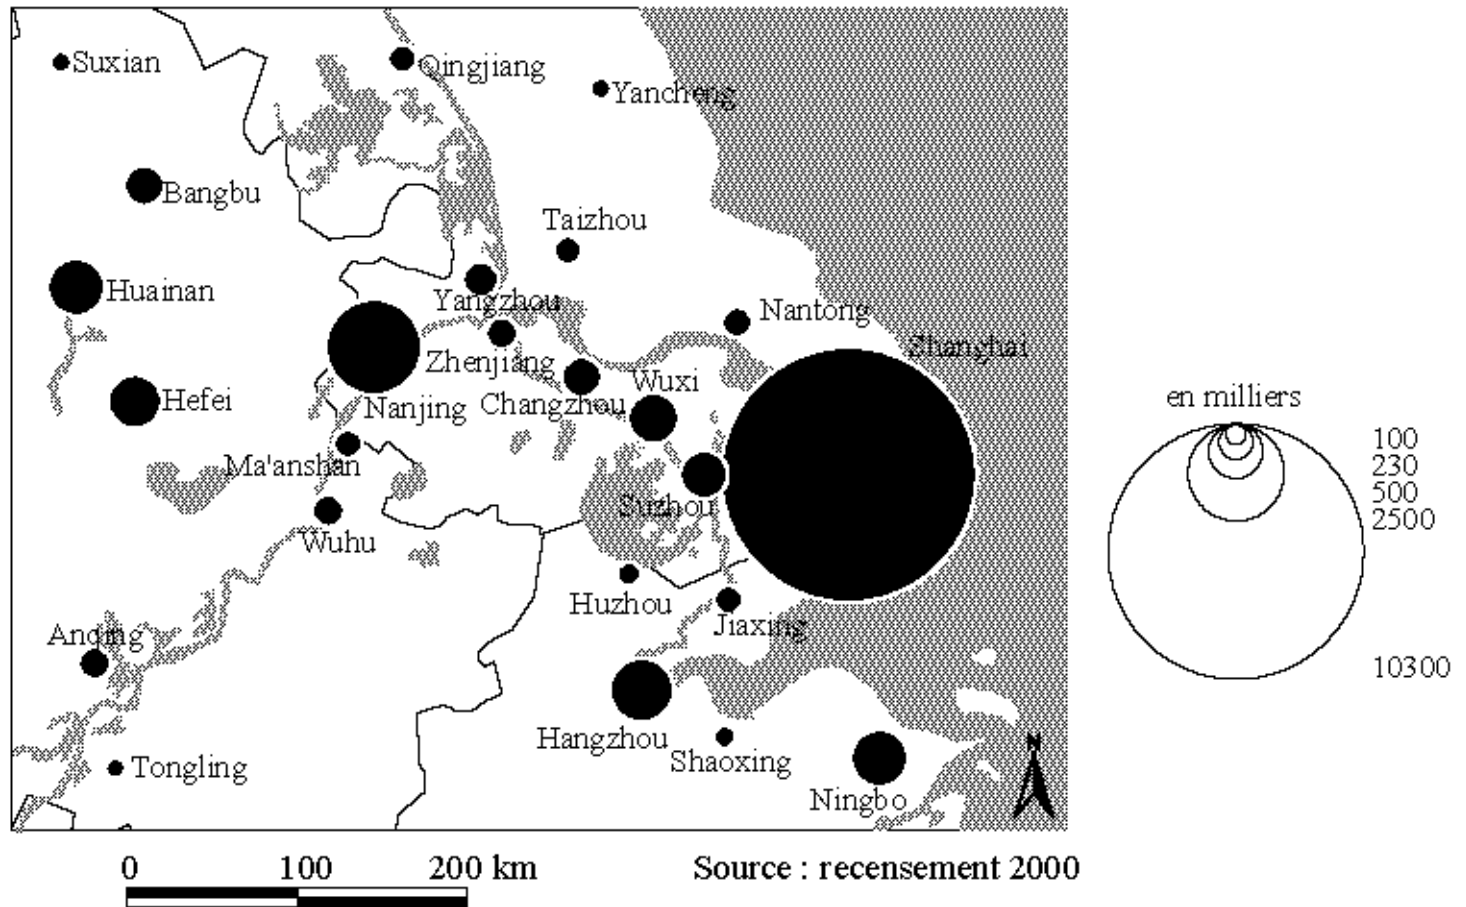 Suxian
Qingjiang
Yancheng
Bangbu
Taizhou
Huainan
Yangzhou
Nantong
Shanghai
Zhenjiang
Wuxi
Hefei
Nanjing
Changzhou
Ma'anshan
Suzhou
Wuhu
Huzhou
Jiaxing
Anqing
Hangzhou
Shaoxing
Tongling
Ningbo
N
en milliers
100
230
500
2500
10300
0 100 200 km
Source : recensement 2000